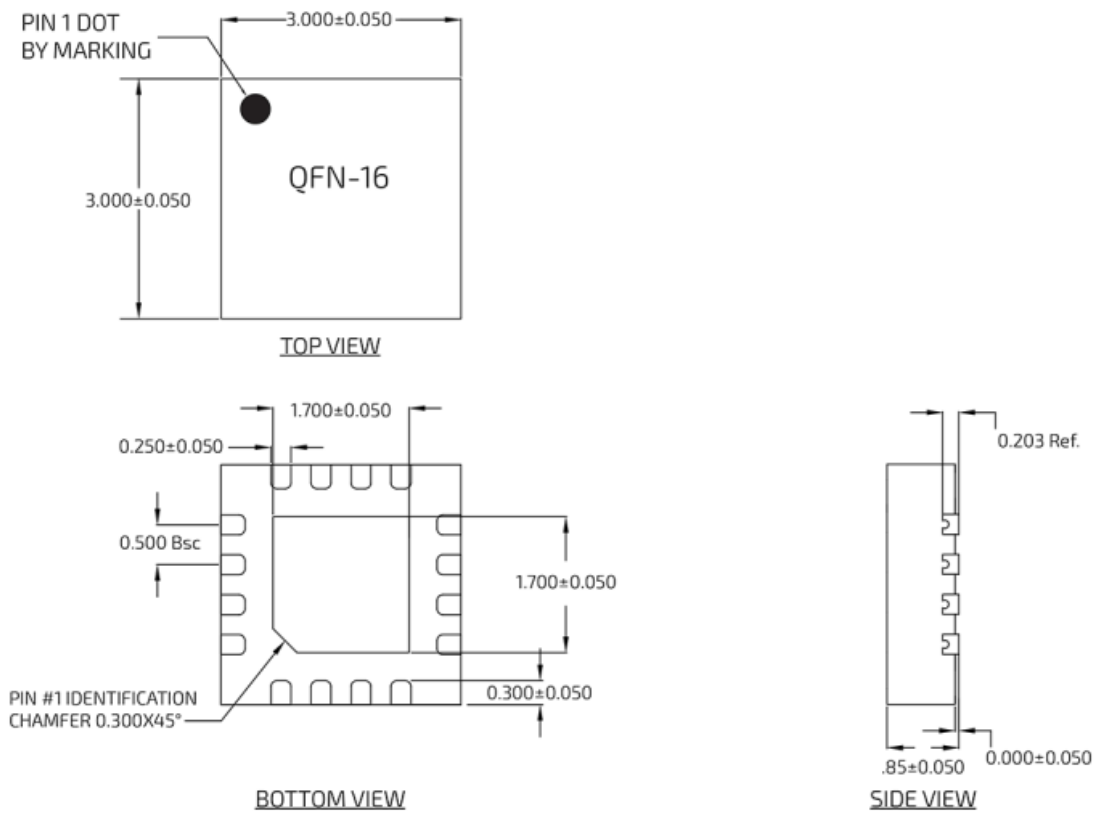 PIN 1 DOT
BY MARKING
3.000±0.050
3.000±0.050
QFN-16
TOP VIEW
1.700±0.050
0.250±0.050
0.500 Bsc
1.700±0.050
0.300±0.050
PIN #1 IDENTIFICATION
CHAMFER 0.300X45°
BOTTOM VIEW
0.203 Ref.
0.000±0.050
.85±0.050
SIDE VIEW